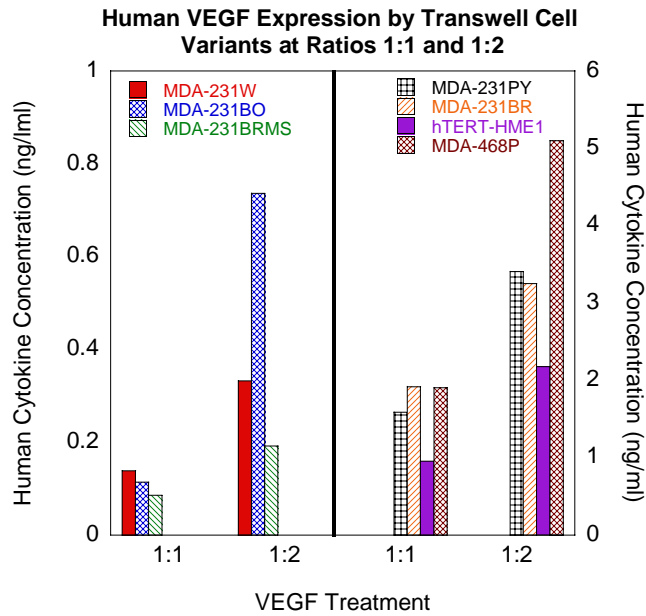 Human VEGF Expression by Transwell Cell
Variants at Ratios 1:1 and 1:2
Human Cytokine Concentration (ng/lml)
1
0.8
0.6
0.4
0.2
0
MDA-231W
MDA-231BO
MDA-231BRMS
MDA-231PY
MDA-231BR
hTERT-HME1
MDA-468P
6
5
4
3
2
1
0
Human Cytokine Concentration (ng/ml)
1:1 1:2 1:1 1:2
VEGF Treatment